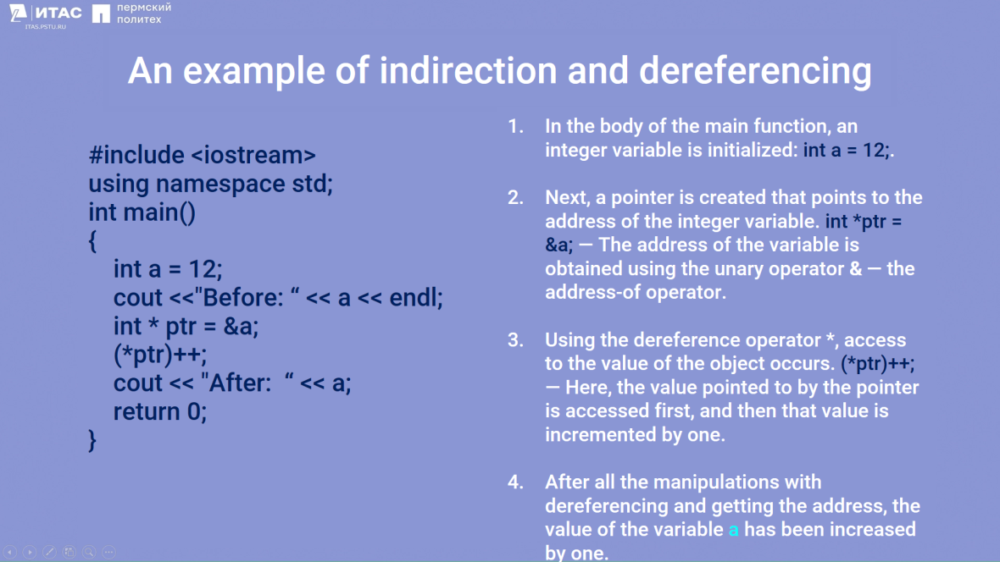 ИТАС
ITAS.PSTU.RU
пермский
политех
An example of indirection and dereferencing
#include <iostream>
using namespace std;
int main()
{
int a = 12;
cout <<"Before: “ << a << endl;
int * ptr = &a;
(*ptr)++;
cout << "After:  “ << a;
return 0;
}
1. In the body of the main function, an
integer variable is initialized: int a = 12;.
2. Next, a pointer is created that points to the
address of the integer variable. int *ptr =
&a; — The address of the variable is
obtained using the unary operator & — the
address-of operator.
3. Using the dereference operator *, access
to the value of the object occurs. (*ptr)++;
— Here, the value pointed to by the pointer
is accessed first, and then that value is
incremented by one.
4. After all the manipulations with
dereferencing and getting the address, the
value of the variable a has been increased
by one.